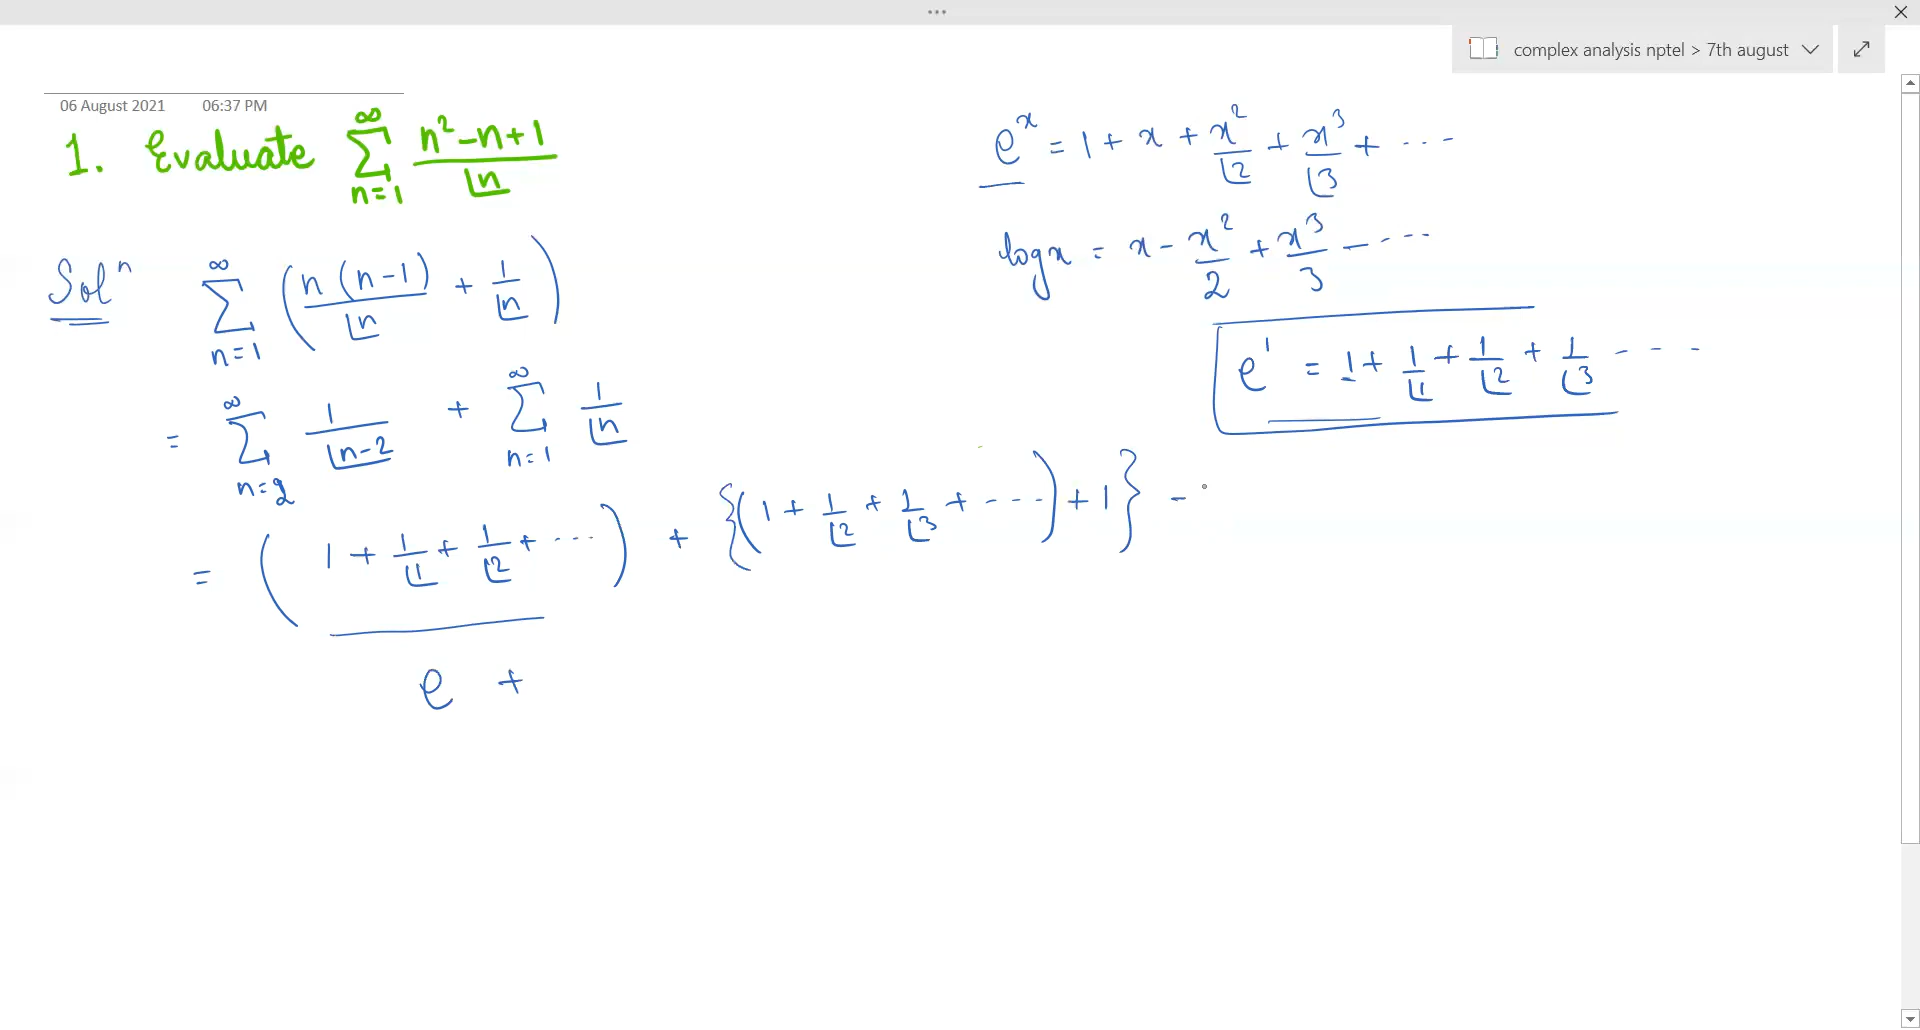 complex analysis nptel > 7th august
06 August 2021 06:37 PM
1. Evaluate ∑_{n=1}^{∞} (n² - n + 1)/⌊n
e^x = 1 + x + x²/⌊2 + x³/⌊3 + ...
log x = x - x²/2 + x³/3 - ...
Solⁿ ∑_{n=1}^{∞} ( n(n-1)/⌊n + 1/⌊n )
e^1 = 1 + 1/⌊1 + 1/⌊2 + 1/⌊3 ...
= ∑_{n=2}^{∞} 1/⌊n-2 + ∑_{n=1}^{∞} 1/⌊n
= ( 1 + 1/⌊1 + 1/⌊2 + ... ) + { ( 1 + 1/⌊2 + 1/⌊3 + ... ) + 1 } -
e +